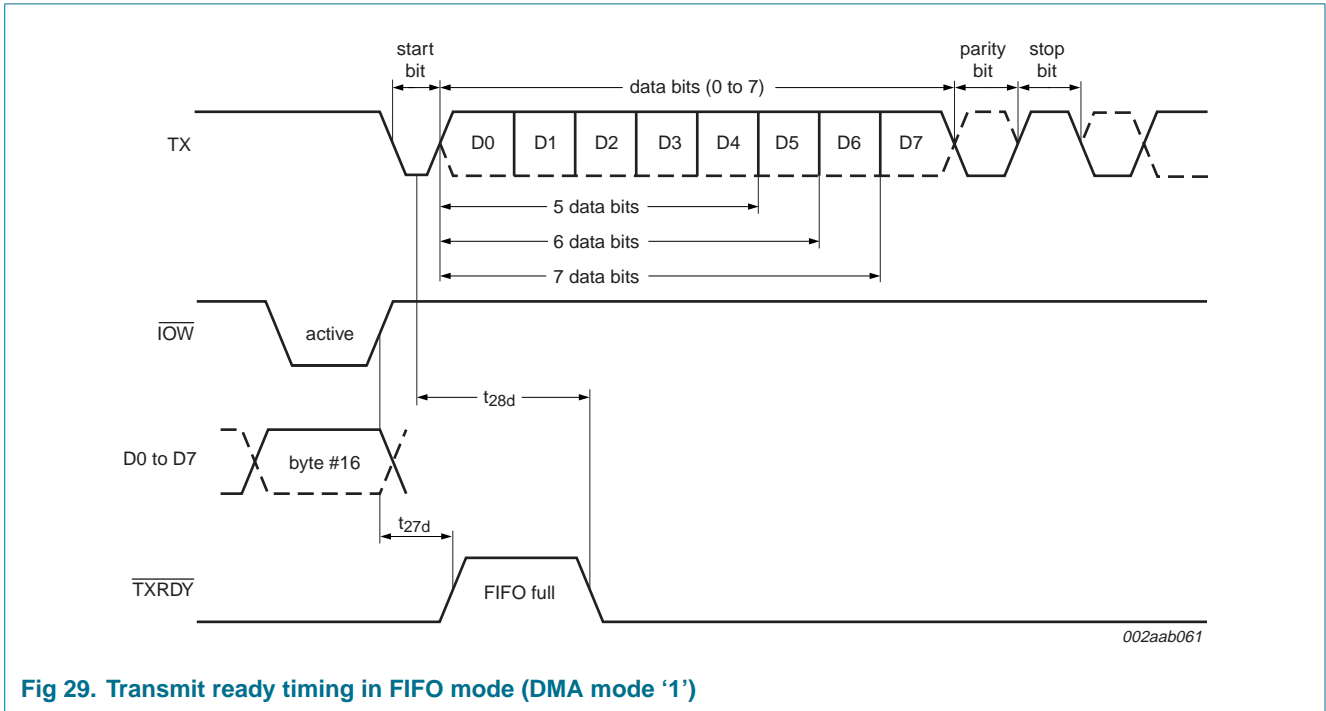 start
bit
parity
bit
stop
bit
data bits (0 to 7)
TX
D0 D1 D2 D3 D4 D5 D6 D7
5 data bits
6 data bits
7 data bits
IOW
active
t28d
D0 to D7
byte #16
t27d
TXRDY
FIFO full
002aab061
Fig 29. Transmit ready timing in FIFO mode (DMA mode ‘1’)